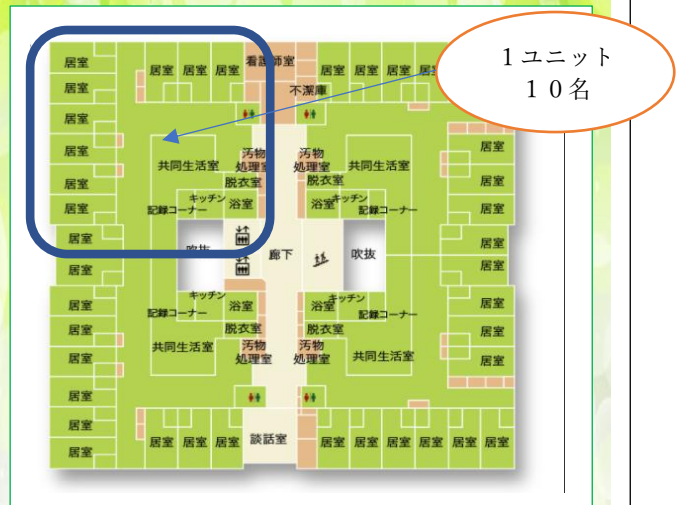 1ユニット
10名
看護師室
居室
居室 居室 居室
居室 居室 居室 居室
居室
不潔庫
居室
居室
居室
汚物
処理室
汚物
処理室
居室
共同生活室
共同生活室
脱衣室
脱衣室
居室
居室
キッチン
浴室
浴室
キッチン
居室
記録コーナー
記録コーナー
居室
居室
居室
吹抜
廊下
吹抜
居室
居室
居室
キッチン
浴室
浴室
キッチン
居室
居室
記録コーナー
記録コーナー
居室
脱衣室
脱衣室
居室
居室
共同生活室
汚物
処理室
汚物
処理室
共同生活室
居室
居室
居室
居室
居室 居室 居室
談話室
居室 居室 居室 居室 居室 居室